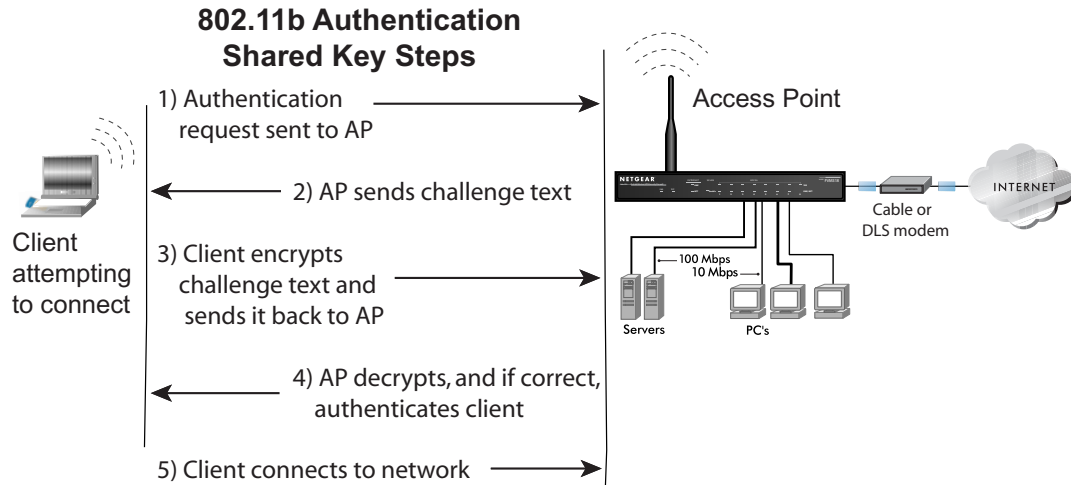 802.11b Authentication
Shared Key Steps
1) Authentication
request sent to AP
2) AP sends challenge text
3) Client encrypts
challenge text and
sends it back to AP
4) AP decrypts, and if correct,
authenticates client
5) Client connects to network
Client
attempting
to connect
Access Point
NETGEAR
INTERNET
Cable or
DLS modem
100 Mbps
10 Mbps
Servers
PC's